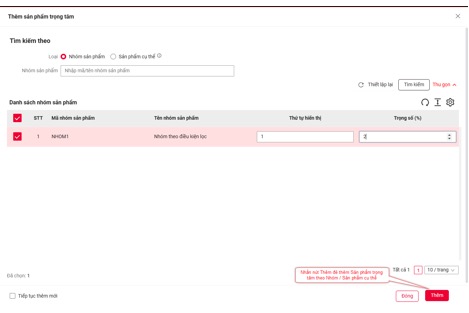 Thêm sản phẩm trọng tâm
Tìm kiếm theo
Loại Nhóm sản phẩm Sản phẩm cụ thể
Nhóm sản phẩm Nhập mã/tên nhóm sản phẩm
Thiết lập lại Tìm kiếm Thu gọn
Danh sách nhóm sản phẩm
STT Mã nhóm sản phẩm Tên nhóm sản phẩm Thứ tự hiển thị Trọng số (%)
1 NHOM1 Nhóm theo điều kiện lọc 1 2
Nhấn nút Thêm để thêm Sản phẩm trọng
tâm theo Nhóm / Sản phẩm cụ thể
Tất cả 1 1 10 / trang
Đã chọn: 1
Tiếp tục thêm mới Đóng Thêm